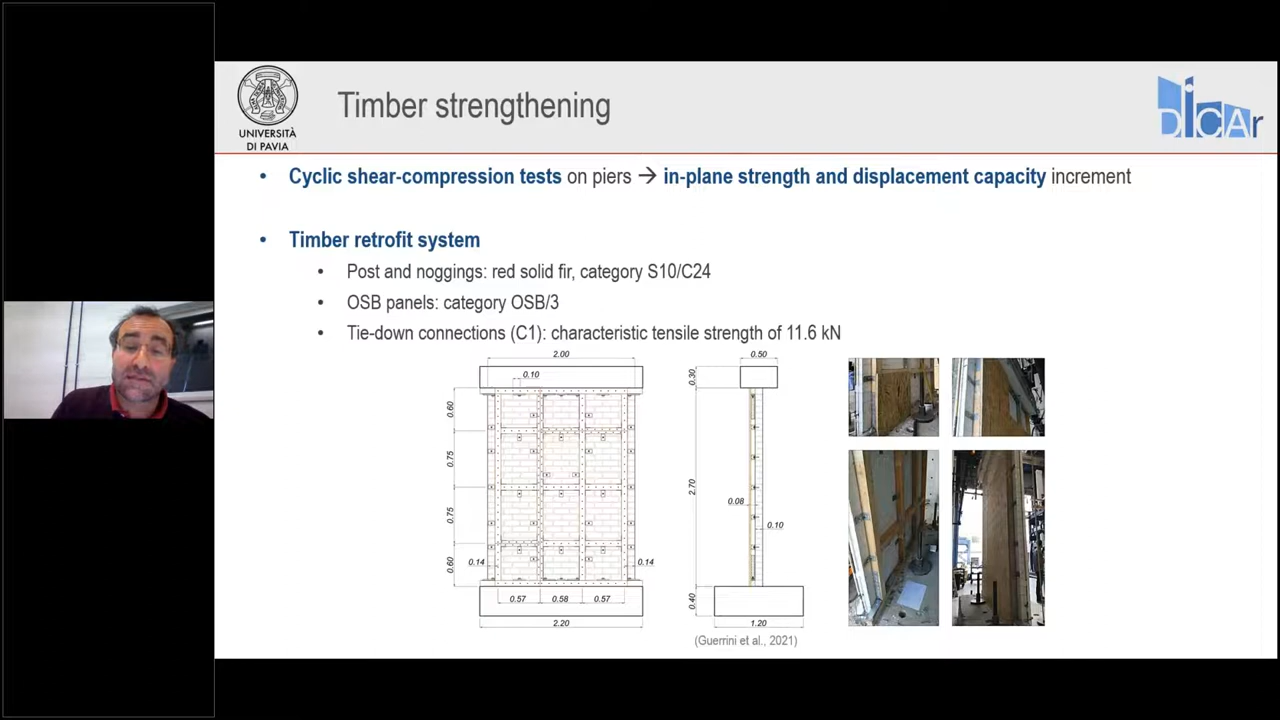 UNIVERSITÀ
DI PAVIA
Timber strengthening
DICAr
• Cyclic shear-compression tests on piers → in-plane strength and displacement capacity increment
• Timber retrofit system
• Post and noggings: red solid fir, category S10/C24
• OSB panels: category OSB/3
• Tie-down connections (C1): characteristic tensile strength of 11.6 kN
2.00
0.10
0.60
0.75
0.75
0.60
0.14
0.14
0.57
0.58
0.57
2.20
0.50
0.30
2.70
0.08
0.10
0.40
1.20
(Guerrini et al., 2021)